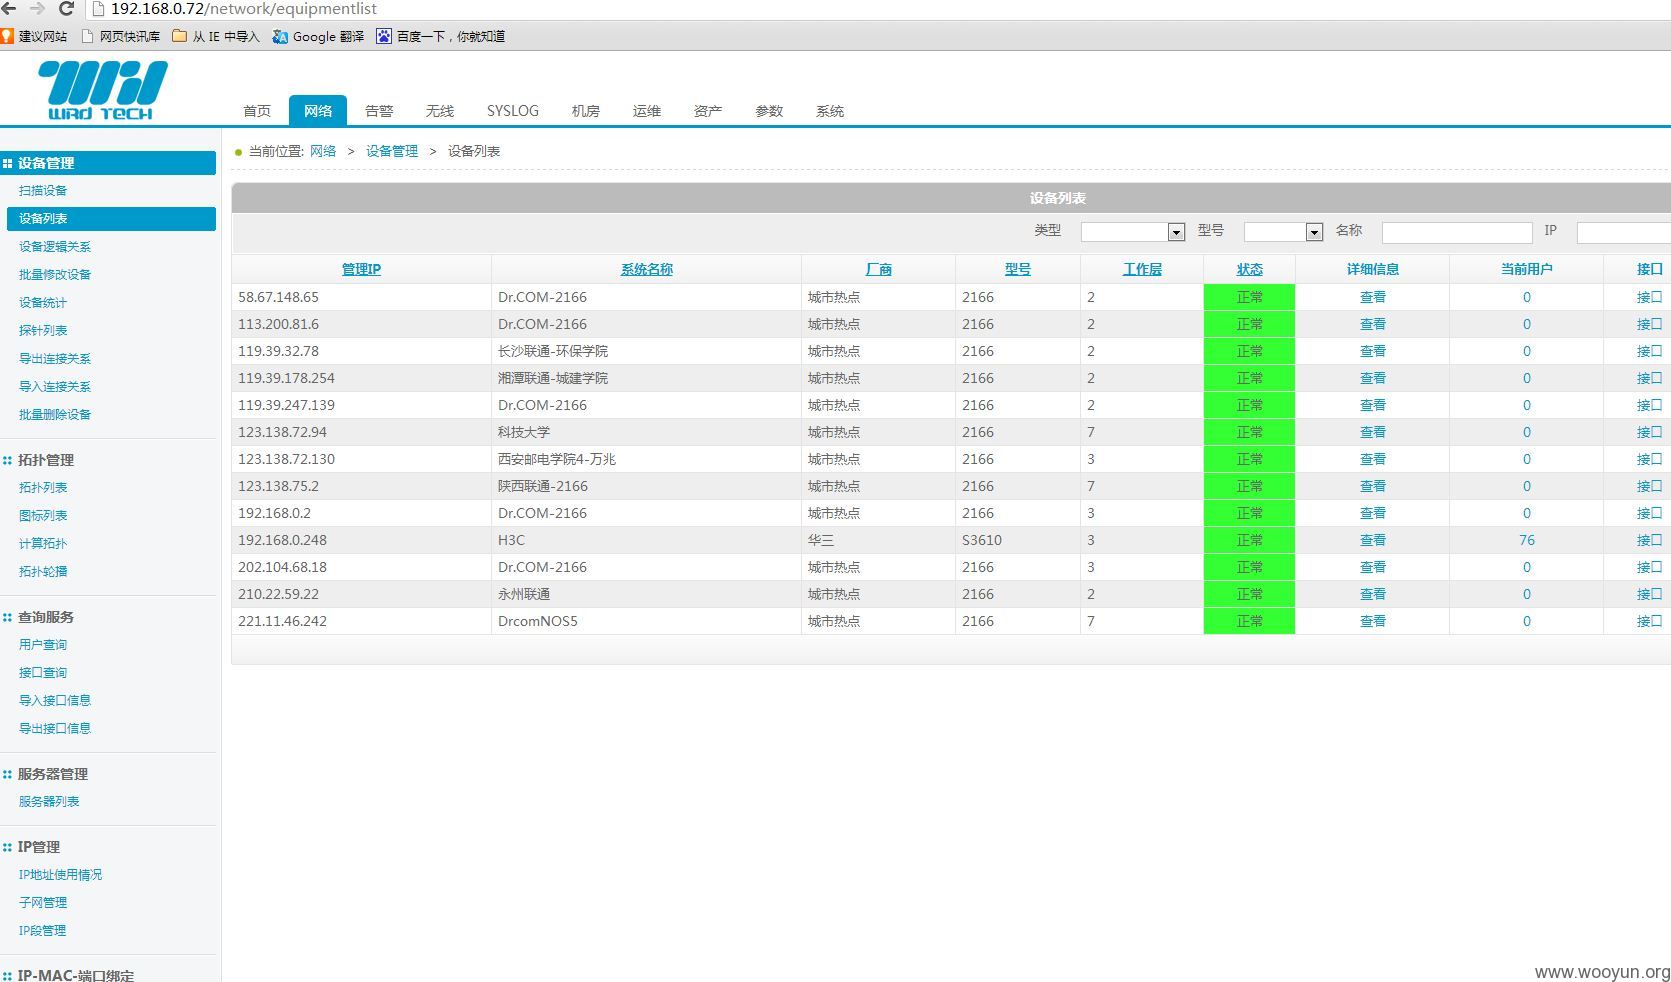 192.168.0.72/network/equipmentlist
建议网站 网页快讯库 从 IE 中导入 Google 翻译 百度一下，你就知道
WIRD TECH
首页 网络 告警 无线 SYSLOG 机房 运维 资产 参数 系统
当前位置: 网络 > 设备管理 > 设备列表
设备管理
扫描设备
设备列表
设备逻辑关系
批量修改设备
设备统计
探针列表
导出连接关系
导入连接关系
批量删除设备
拓扑管理
拓扑列表
图标列表
计算拓扑
拓扑轮播
查询服务
用户查询
接口查询
导入接口信息
导出接口信息
服务器管理
服务器列表
IP管理
IP地址使用情况
子网管理
IP段管理
IP-MAC-端口绑定
设备列表
类型 型号 名称 IP
管理IP 系统名称 厂商 型号 工作层 状态 详细信息 当前用户 接口
58.67.148.65 Dr.COM-2166 城市热点 2166 2 正常 查看 0 接口
113.200.81.6 Dr.COM-2166 城市热点 2166 2 正常 查看 0 接口
119.39.32.78 长沙联通-环保学院 城市热点 2166 2 正常 查看 0 接口
119.39.178.254 湘潭联通-城建学院 城市热点 2166 2 正常 查看 0 接口
119.39.247.139 Dr.COM-2166 城市热点 2166 2 正常 查看 0 接口
123.138.72.94 科技大学 城市热点 2166 7 正常 查看 0 接口
123.138.72.130 西安邮电学院4-万兆 城市热点 2166 3 正常 查看 0 接口
123.138.75.2 陕西联通-2166 城市热点 2166 7 正常 查看 0 接口
192.168.0.2 Dr.COM-2166 城市热点 2166 3 正常 查看 0 接口
192.168.0.248 H3C 华三 S3610 3 正常 查看 76 接口
202.104.68.18 Dr.COM-2166 城市热点 2166 3 正常 查看 0 接口
210.22.59.22 永州联通 城市热点 2166 2 正常 查看 0 接口
221.11.46.242 DrcomNOS5 城市热点 2166 7 正常 查看 0 接口
www.wooyun.org